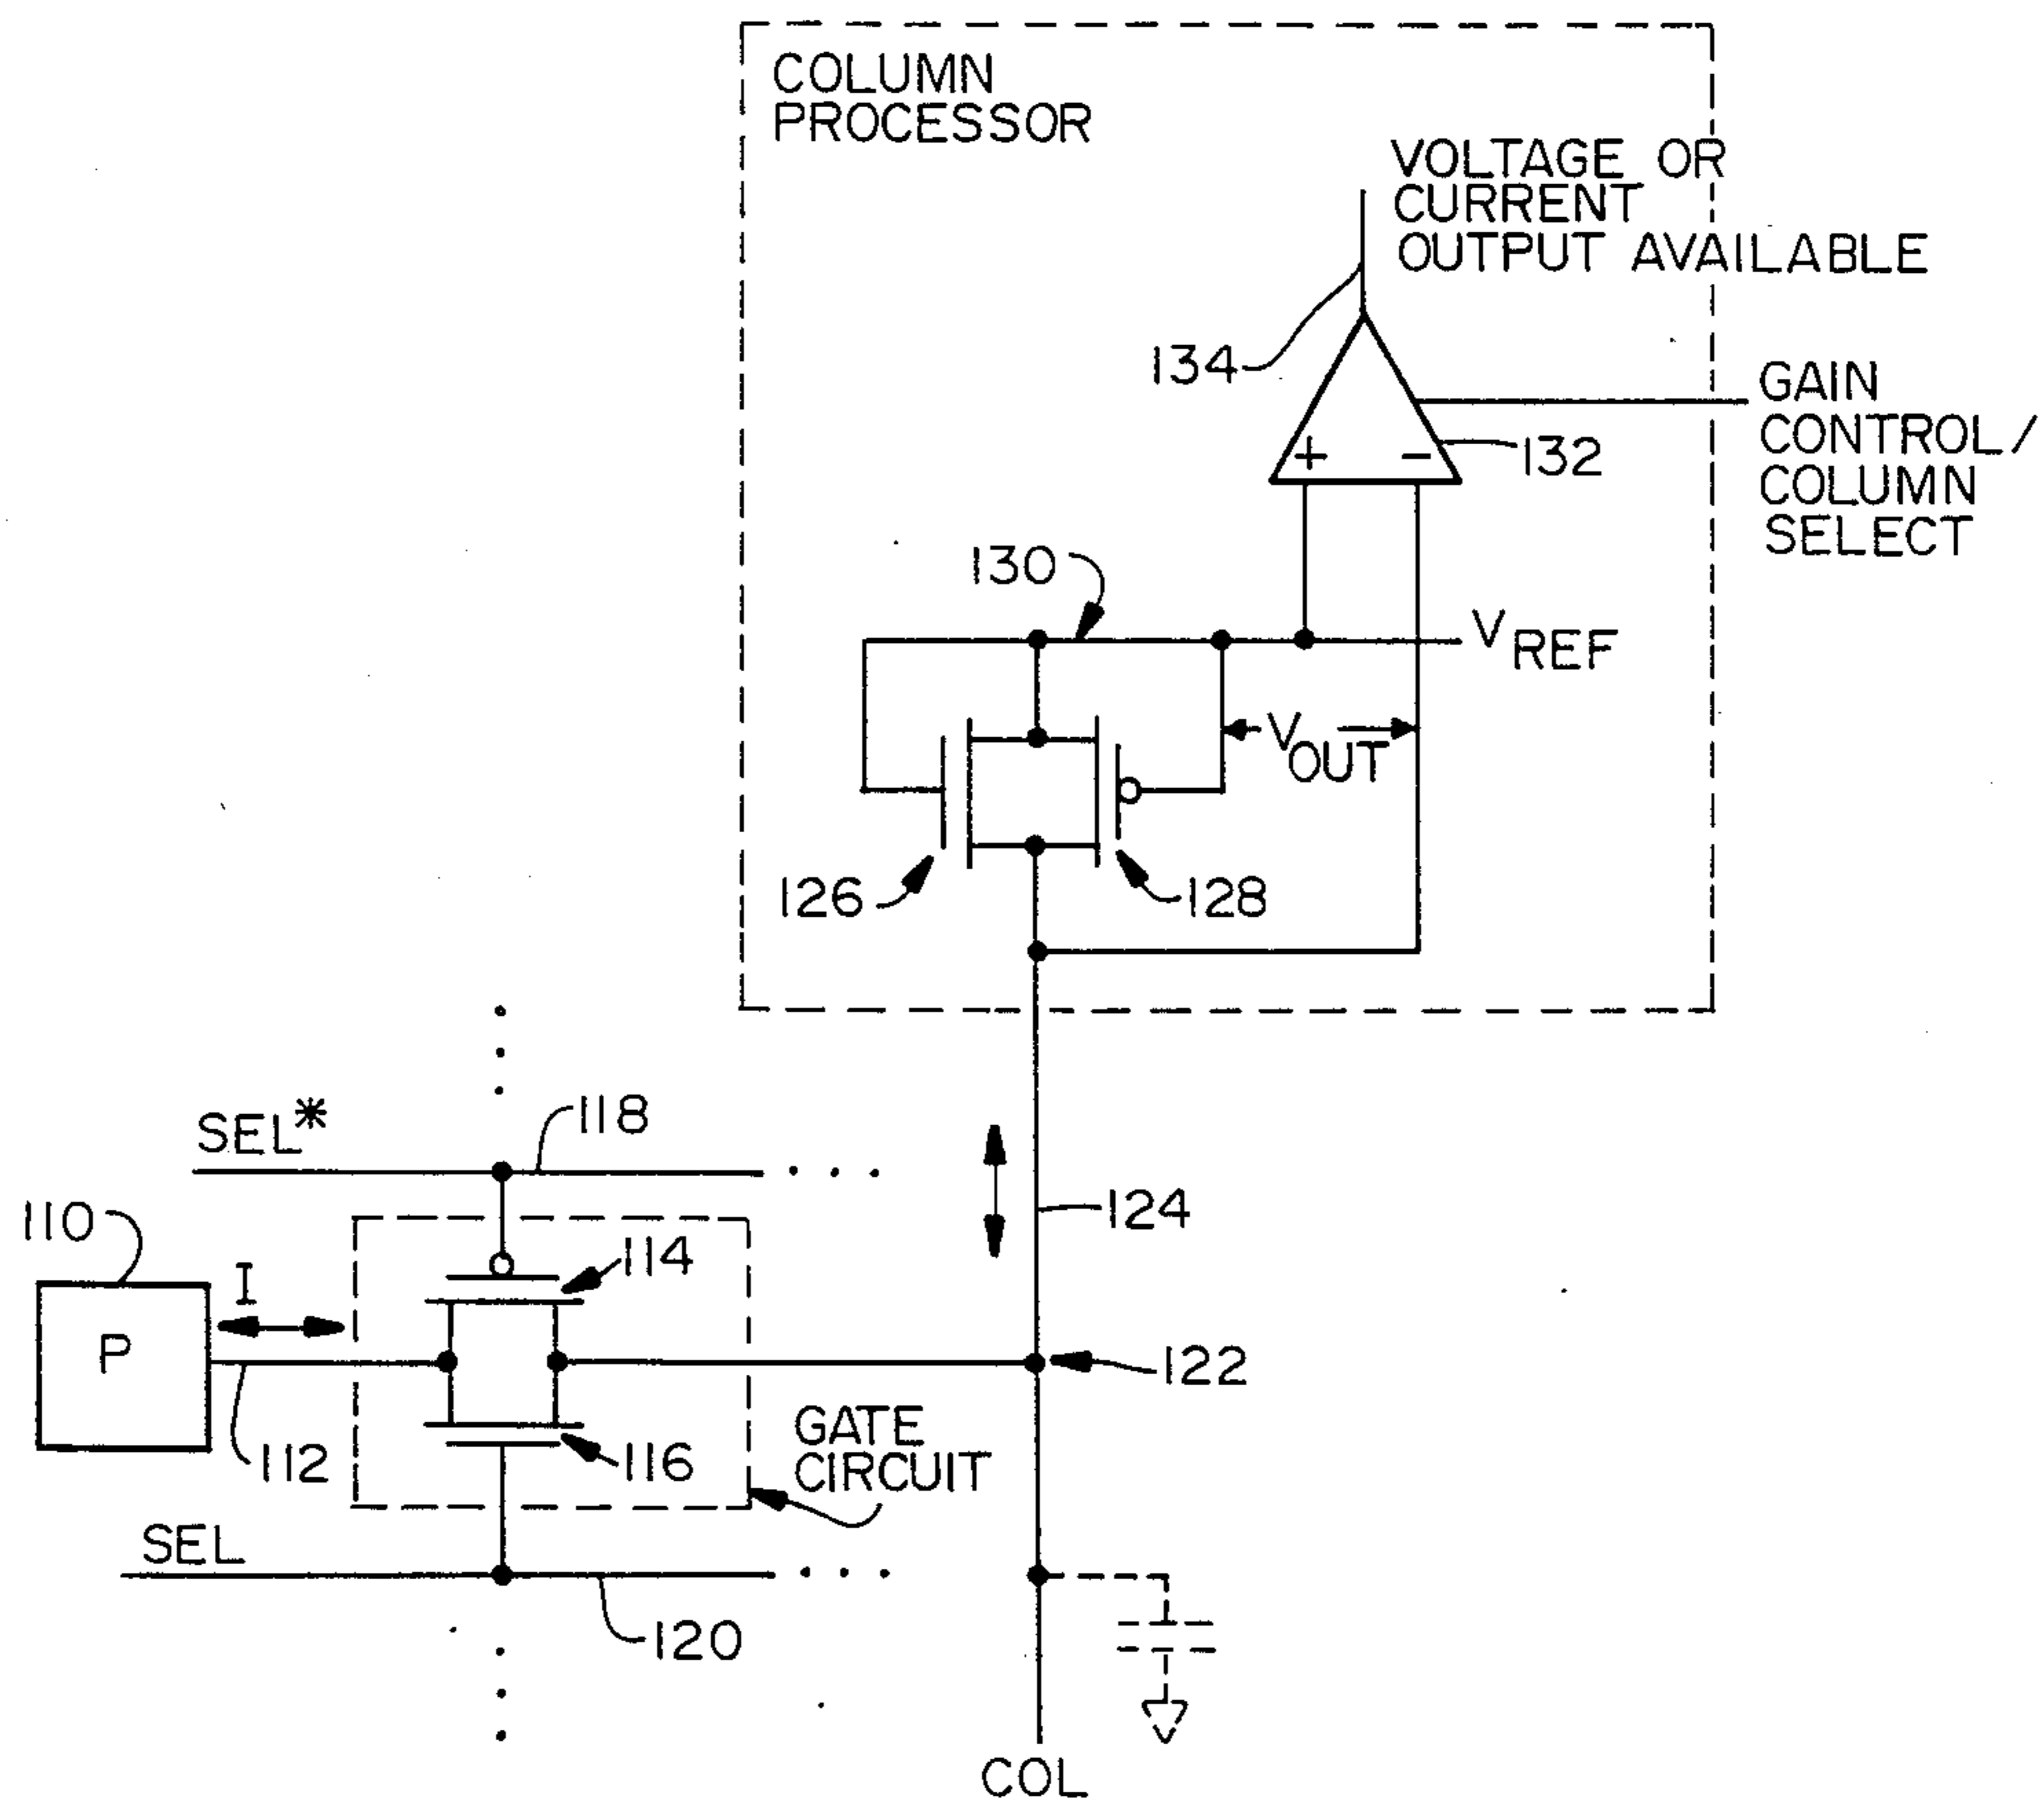 COLUMN
PROCESSOR
VOLTAGE OR
CURRENT
OUTPUT AVAILABLE
134
GAIN
CONTROL/
COLUMN
SELECT
+
−
132
130
VREF
VOUT
126
128
SEL*
118
110
I
114
124
P
122
112
116
GATE
CIRCUIT
SEL
120
COL